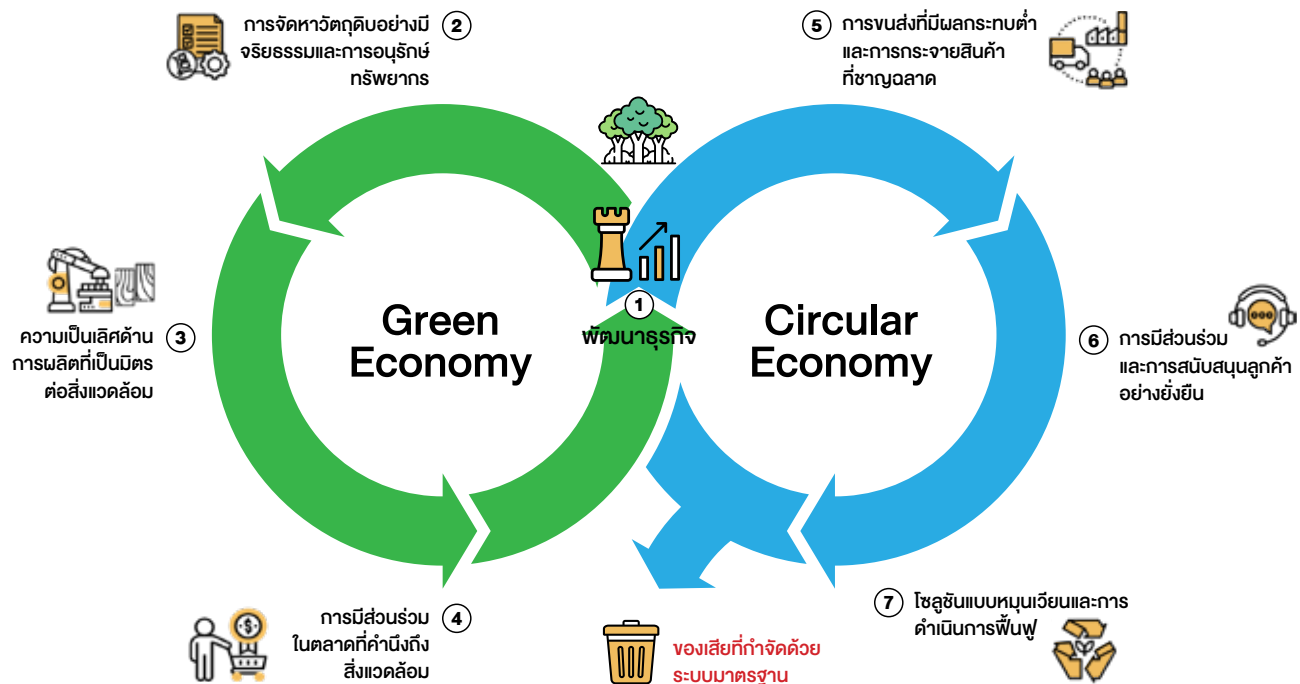 ② การจัดหาวัตถุดิบอย่างมี
จริยธรรมและการอนุรักษ์
ทรัพยากร
⑤ การขนส่งที่มีผลกระทบต่ำ
และการกระจายสินค้า
ที่ชาญฉลาด
③ ความเป็นเลิศด้าน
การผลิตที่เป็นมิตร
ต่อสิ่งแวดล้อม
Green
Economy
①
พัฒนาธุรกิจ
Circular
Economy
⑥ การมีส่วนร่วม
และการสนับสนุนลูกค้า
อย่างยั่งยืน
④ การมีส่วนร่วม
ในตลาดที่คำนึงถึง
สิ่งแวดล้อม
ของเสียที่กำจัดด้วย
ระบบมาตรฐาน
⑦ โซลูชันแบบหมุนเวียนและการ
ดำเนินการฟื้นฟู